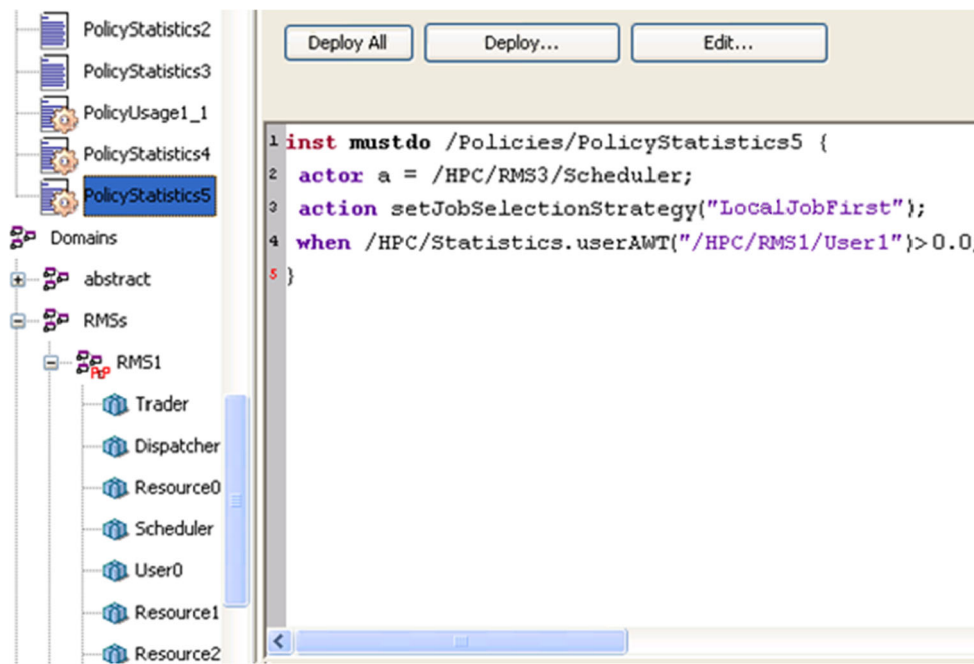 PolicyStatistics2
PolicyStatistics3
PolicyUsage1_1
PolicyStatistics4
PolicyStatistics5
Domains
abstract
RMSs
RMS1
PeP
Trader
Dispatcher
Resource0
Scheduler
User0
Resource1
Resource2
Deploy All
Deploy...
Edit...
1 inst mustdo /Policies/PolicyStatistics5 {
2 actor a = /HPC/RMS3/Scheduler;
3 action setJobSelectionStrategy("LocalJobFirst");
4 when /HPC/Statistics.userAWT("/HPC/RMS1/User1")>0.0
5 }